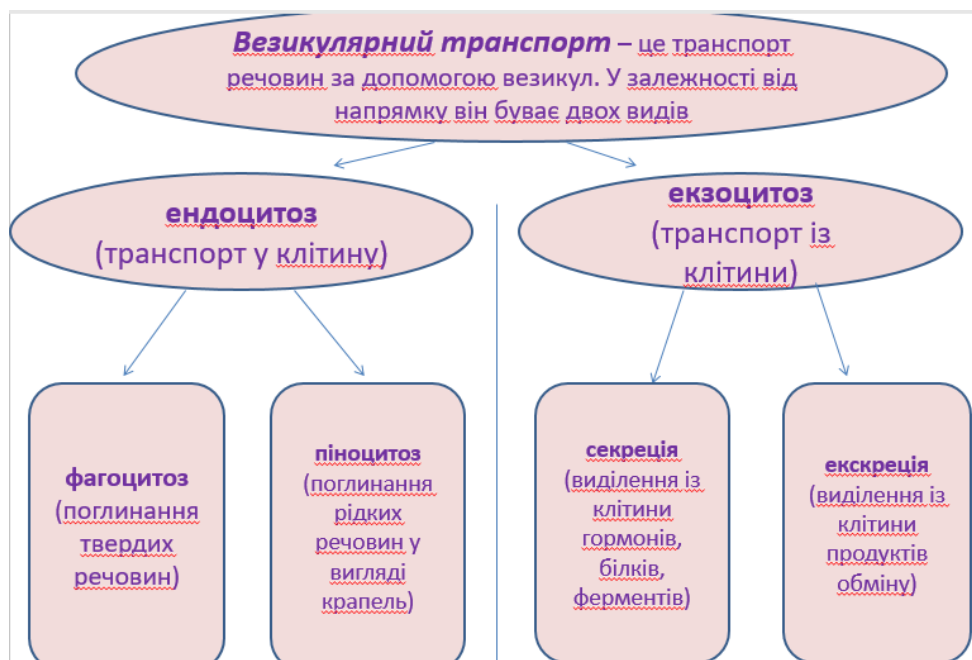 Везикулярний транспорт – це транспорт
речовин за допомогою везикул. У залежності від
напрямку він буває двох видів
ендоцитоз
(транспорт у клітину)
екзоцитоз
(транспорт із
клітини)
фагоцитоз
(поглинання
твердих
речовин)
піноцитоз
(поглинання
рідких
речовин у
вигляді
крапель)
секреція
(виділення із
клітини
гормонів,
білків,
ферментів)
екскреція
(виділення із
клітини
продуктів
обміну)